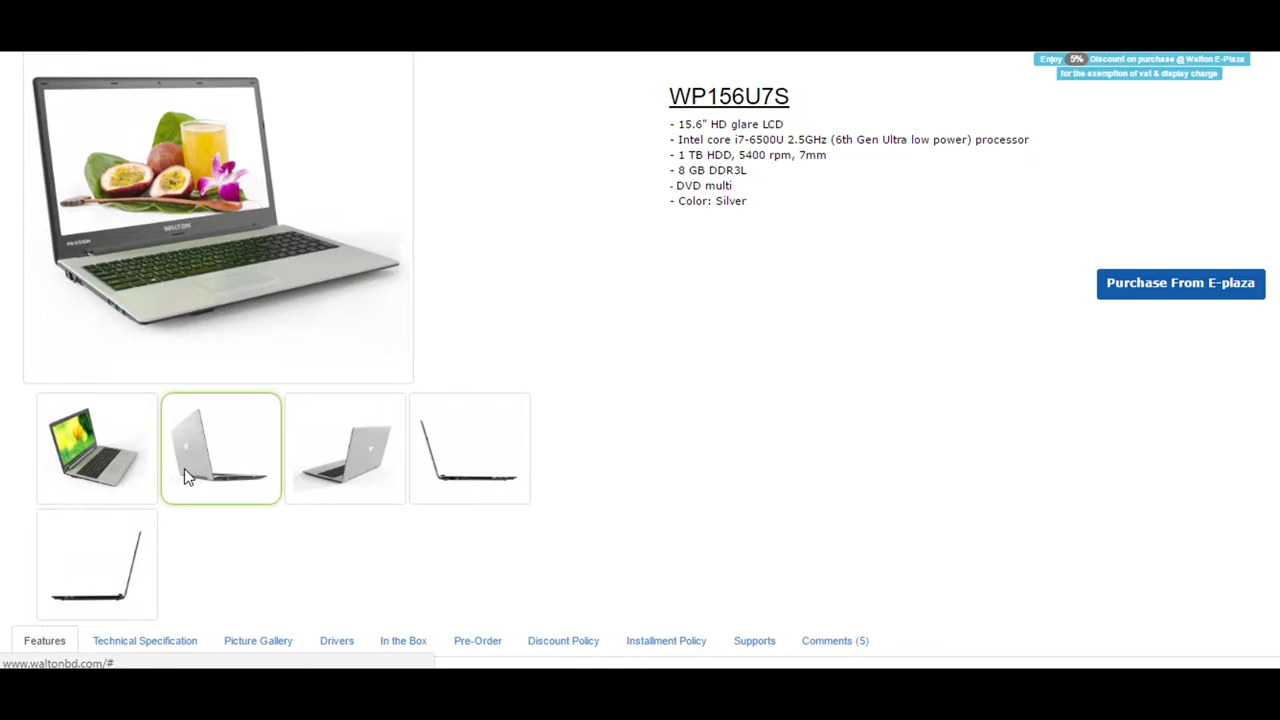 Enjoy 5% Discount on purchase @ Walton E-Plaza
for the exemption of vat & display charge
WP156U7S
- 15.6" HD glare LCD
- Intel core i7-6500U 2.5GHz (6th Gen Ultra low power) processor
- 1 TB HDD, 5400 rpm, 7mm
- 8 GB DDR3L
- DVD multi
- Color: Silver
WALTON
PASSION
Purchase From E-plaza
Features Technical Specification Picture Gallery Drivers In the Box Pre-Order Discount Policy Installment Policy Supports Comments (5)
www.waltonbd.com/#